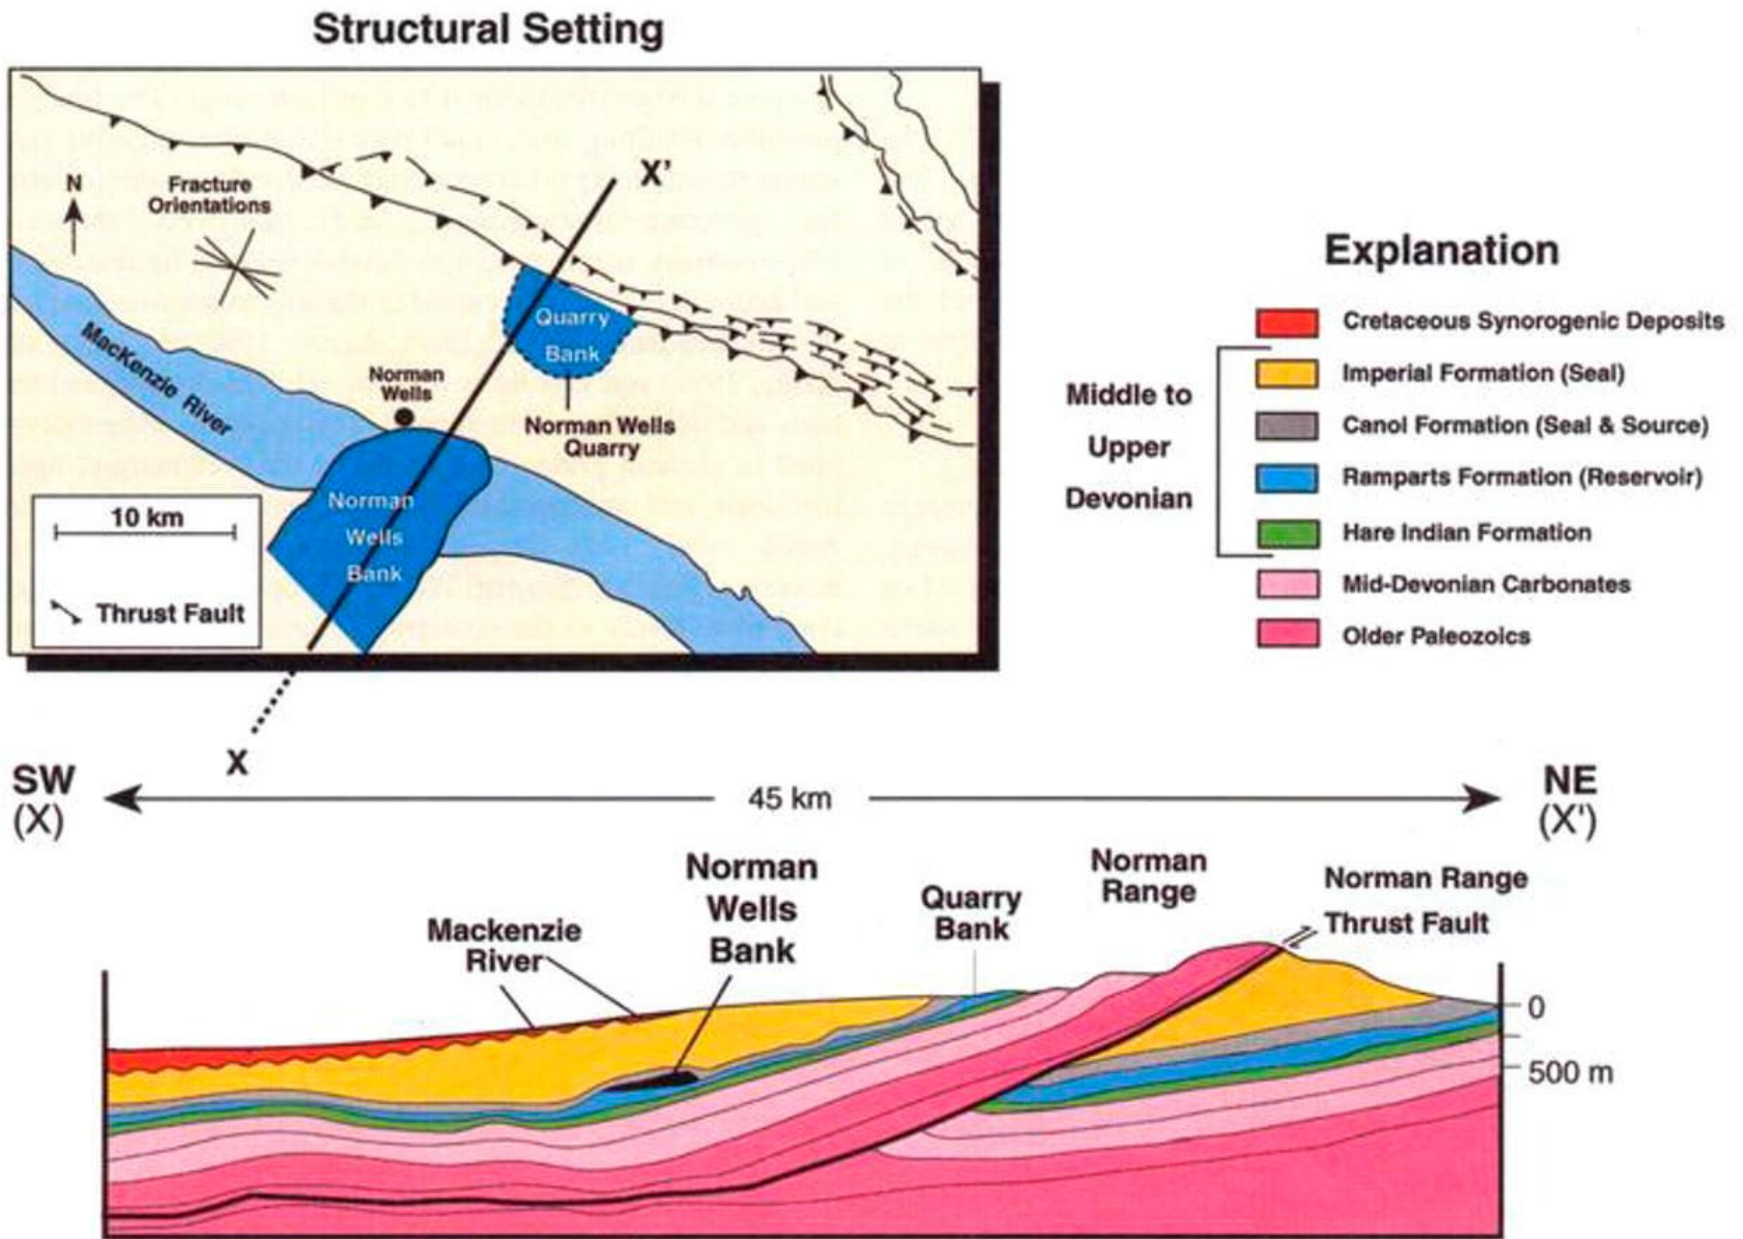 Structural Setting
N
Fracture
Orientations
X'
MacKenzie River
Quarry
Bank
Norman
Wells
Norman Wells
Quarry
Norman
Wells
Bank
10 km
Thrust Fault
X
Explanation
Cretaceous Synorogenic Deposits
Middle to
Upper
Devonian
Imperial Formation (Seal)
Canol Formation (Seal & Source)
Ramparts Formation (Reservoir)
Hare Indian Formation
Mid-Devonian Carbonates
Older Paleozoics
SW
(X)
45 km
NE
(X')
Mackenzie
River
Norman
Wells
Bank
Quarry
Bank
Norman
Range
Norman Range
Thrust Fault
0
500 m